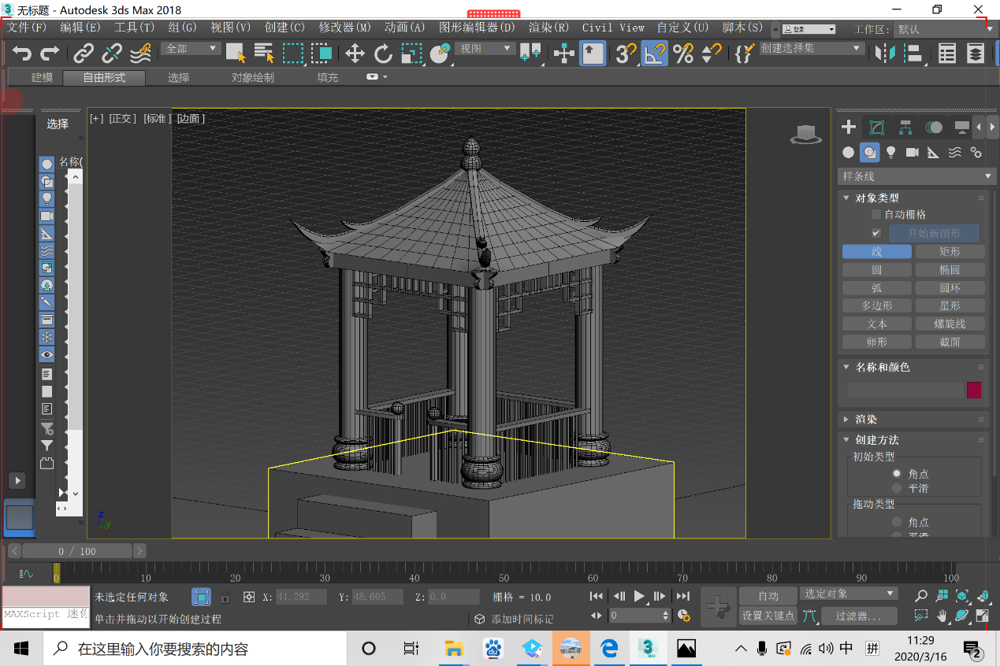 无标题 - Autodesk 3ds Max 2018
文件(F) 编辑(E) 工具(T) 组(G) 视图(V) 创建(C) 修改器(M) 动画(A) 图形编辑器(D) 渲染(R) Civil View 自定义(U) 脚本(S) » 登录 工作区: 默认
全部 视图 创建选择集
建模 自由形式 选择 对象绘制 填充
选择
名称(
[+] [正交] [标准] [边面]
样条线
对象类型
自动栅格
开始新图形
线 矩形
圆 椭圆
弧 圆环
多边形 星形
文本 螺旋线
卵形 截面
名称和颜色
渲染
创建方法
初始类型
角点
平滑
拖动类型
角点
平滑
z
y
0 / 100
0 10 20 30 40 50 60 70 80 90 100
未选定任何对象 X: 41.292 Y: 48.605 Z: 0.0 栅格 = 10.0 自动 选定对象
MAXScript 迷你
单击并拖动以开始创建过程 添加时间标记 0 设置关键点 过滤器...
在这里输入你要搜索的内容
du
3
MAX
中 拼
11:29
2020/3/16
2